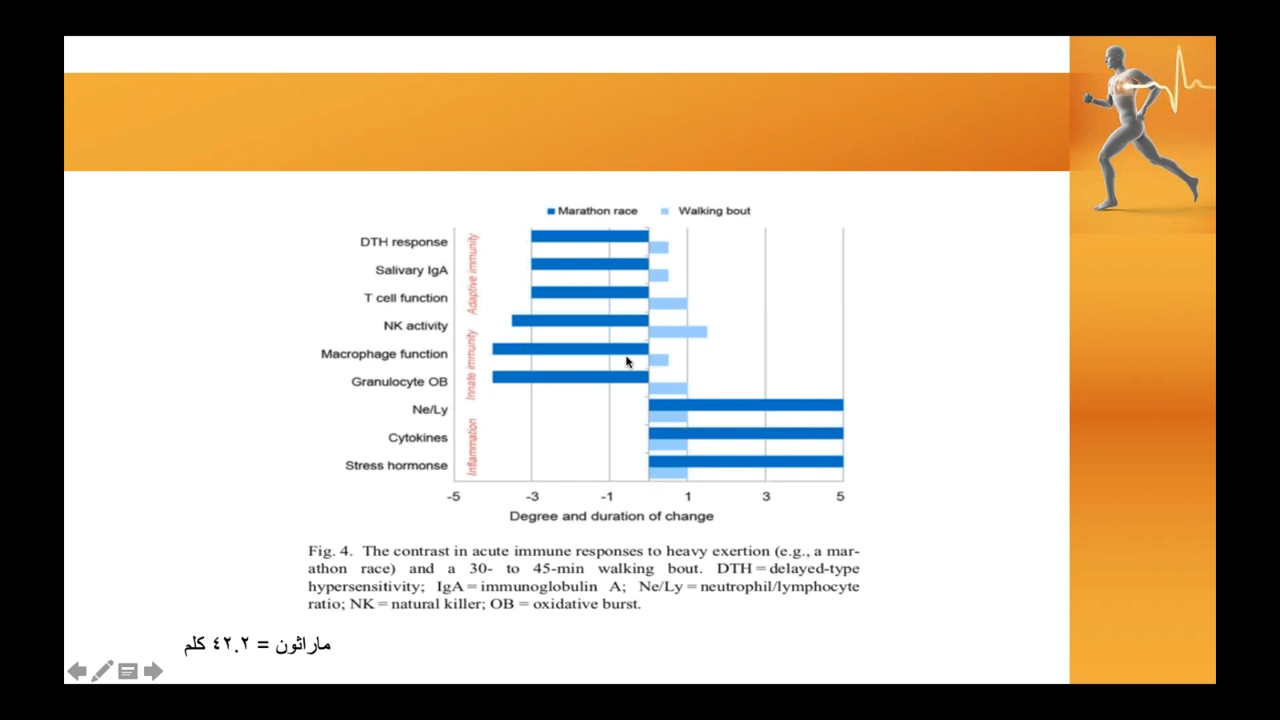 Marathon race Walking bout
DTH response
Salivary IgA
T cell function
NK activity
Macrophage function
Granulocyte OB
Ne/Ly
Cytokines
Stress hormonse
Adaptive immunity
Innate immunity
Inflammation
-5 -3 -1 1 3 5
Degree and duration of change
Fig. 4. The contrast in acute immune responses to heavy exertion (e.g., a mar-
athon race) and a 30- to 45-min walking bout. DTH = delayed-type
hypersensitivity; IgA = immunoglobulin A; Ne/Ly = neutrophil/lymphocyte
ratio; NK = natural killer; OB = oxidative burst.
ماراثون = ٤٢.٢ كلم